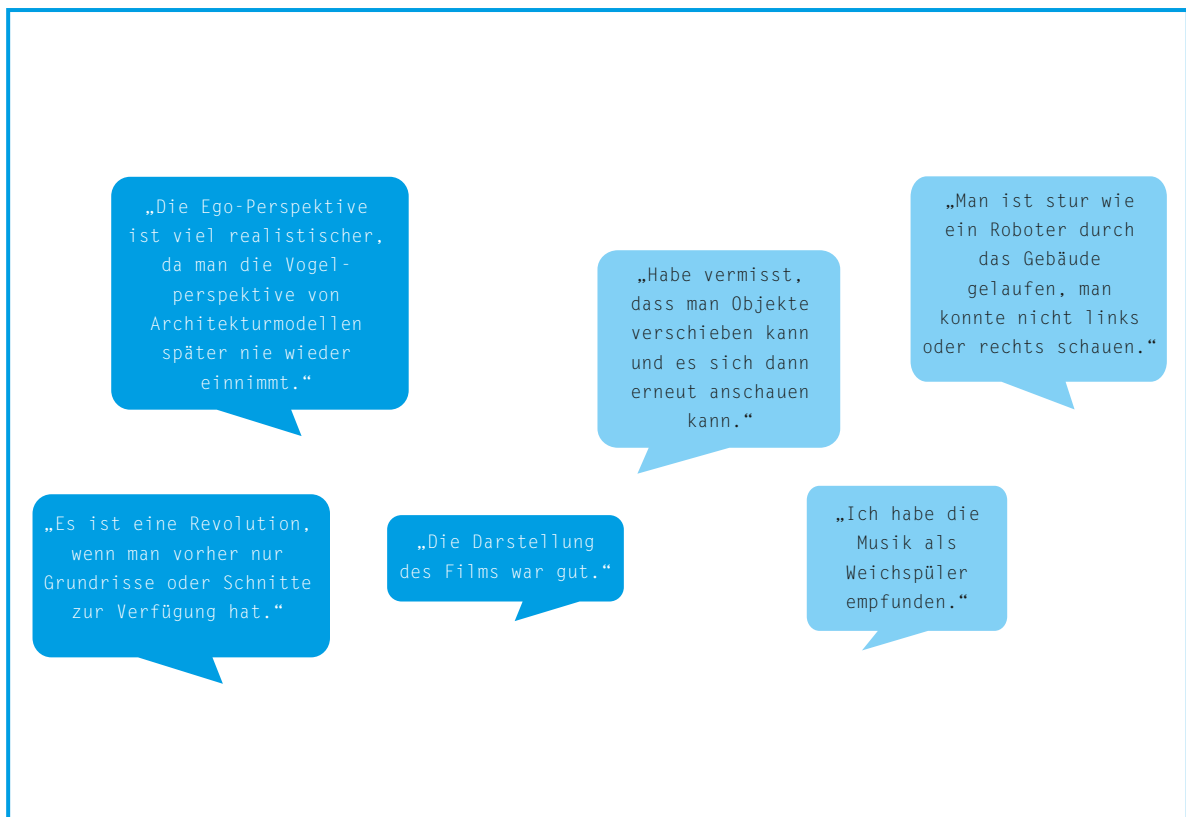 „Die Ego-Perspektive
ist viel realistischer,
da man die Vogel-
perspektive von
Architekturmodellen
später nie wieder
einnimmt.“
„Habe vermisst,
dass man Objekte
verschieben kann
und es sich dann
erneut anschauen
kann.“
„Man ist stur wie
ein Roboter durch
das Gebäude
gelaufen, man
konnte nicht links
oder rechts schauen.“
„Es ist eine Revolution,
wenn man vorher nur
Grundrisse oder Schnitte
zur Verfügung hat.“
„Die Darstellung
des Films war gut.“
„Ich habe die
Musik als
Weichspüler
empfunden.“